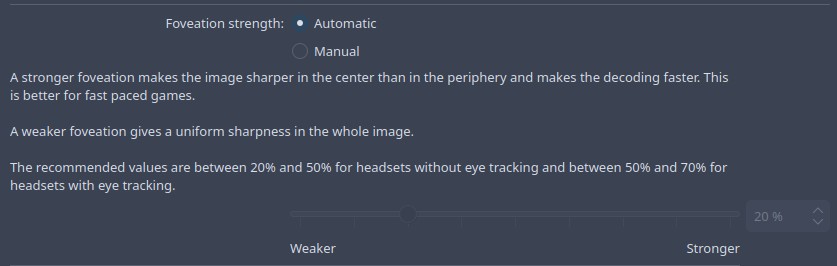 Foveation strength: Automatic
Manual
A stronger foveation makes the image sharper in the center than in the periphery and makes the decoding faster. This
is better for fast paced games.
A weaker foveation gives a uniform sharpness in the whole image.
The recommended values are between 20% and 50% for headsets without eye tracking and between 50% and 70% for
headsets with eye tracking.
20 %
Weaker Stronger